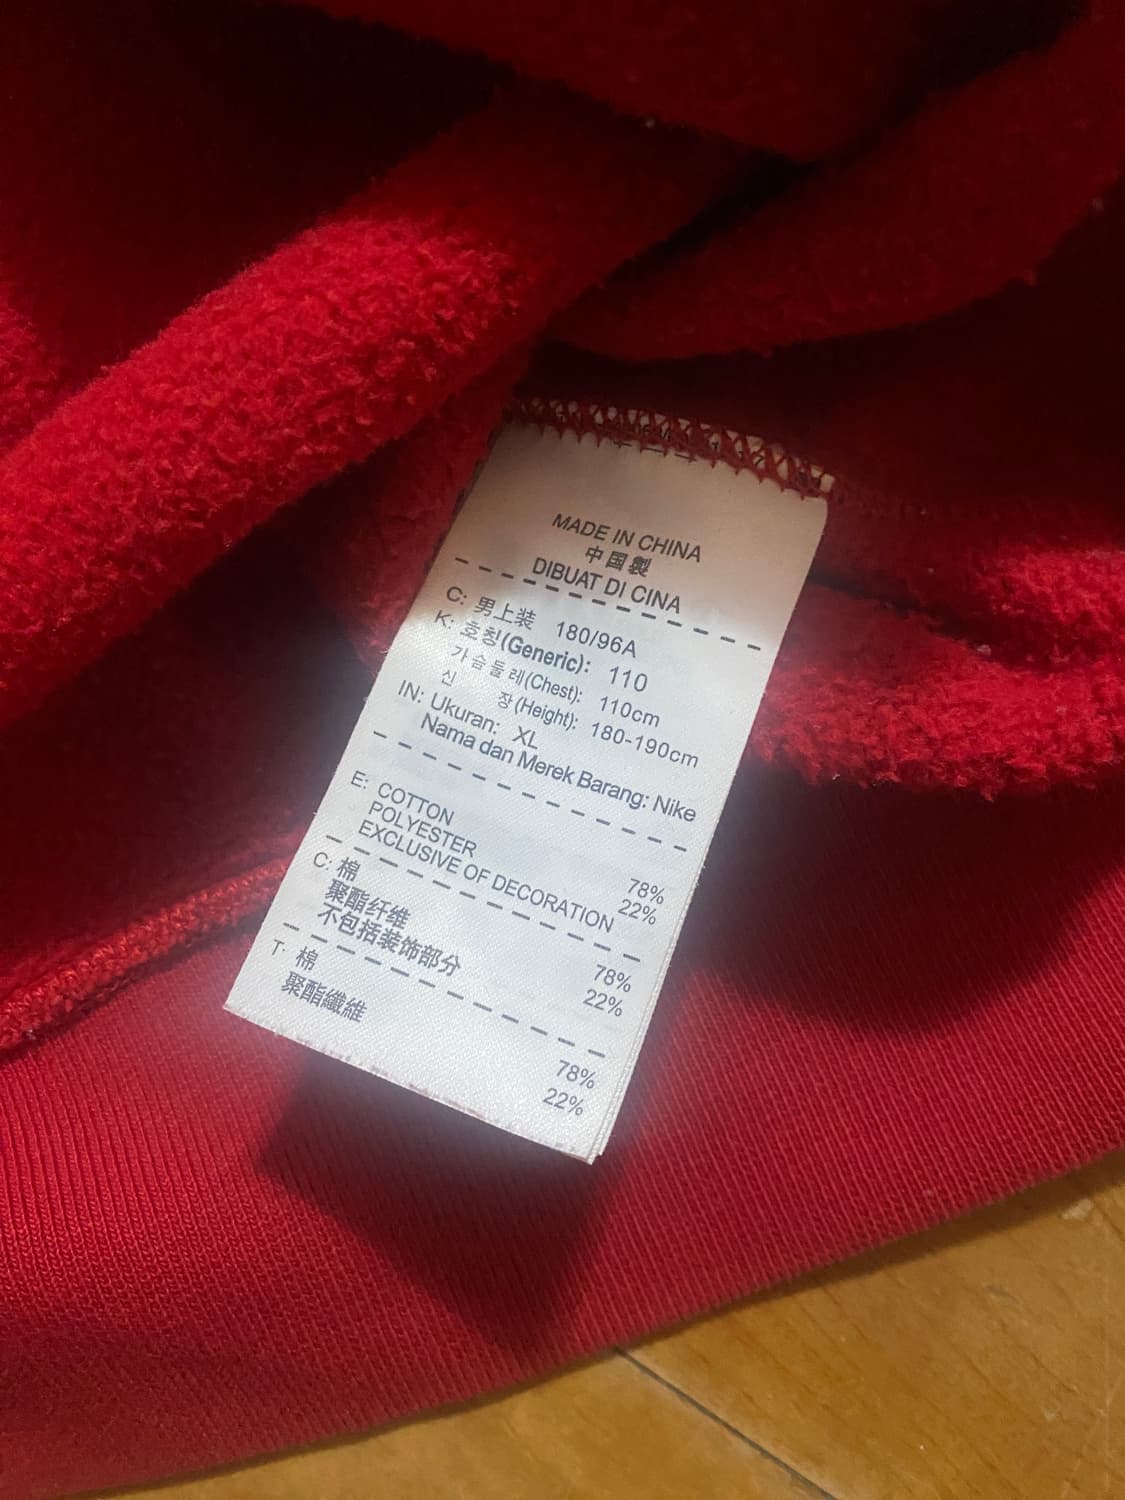 MADE IN CHINA
中国製
DIBUAT DI CINA
C: 男上装 180/96A
K: 호칭(Generic): 110
가슴둘레(Chest): 110cm
신 장(Height): 180-190cm
IN: Ukuran: XL
Nama dan Merek Barang: Nike
E: COTTON 78%
POLYESTER 22%
EXCLUSIVE OF DECORATION
C: 棉 78%
聚酯纤维 22%
不包括装饰部分
T: 棉 78%
聚酯纖維 22%